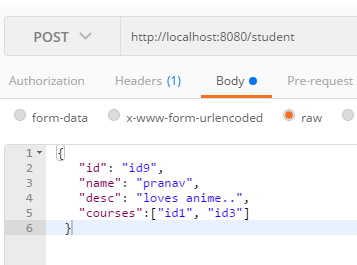 POST http://localhost:8080/student
Authorization Headers (1) Body Pre-request
form-data x-www-form-urlencoded raw
1 {
2 "id": "id9",
3 "name": "pranav",
4 "desc": "loves anime..",
5 "courses":["id1", "id3"]
6 }